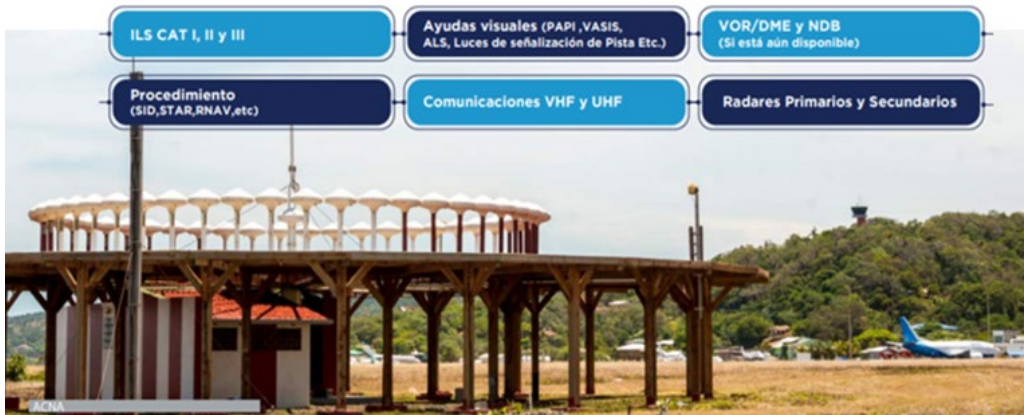 ILS CAT I, II y III
Ayudas visuales (PAPI ,VASIS,
ALS, Luces de señalización de Pista Etc.)
VOR/DME y NDB
(Si está aún disponible)
Procedimiento
(SID,STAR,RNAV,etc)
Comunicaciones VHF y UHF
Radares Primarios y Secundarios
ACNA